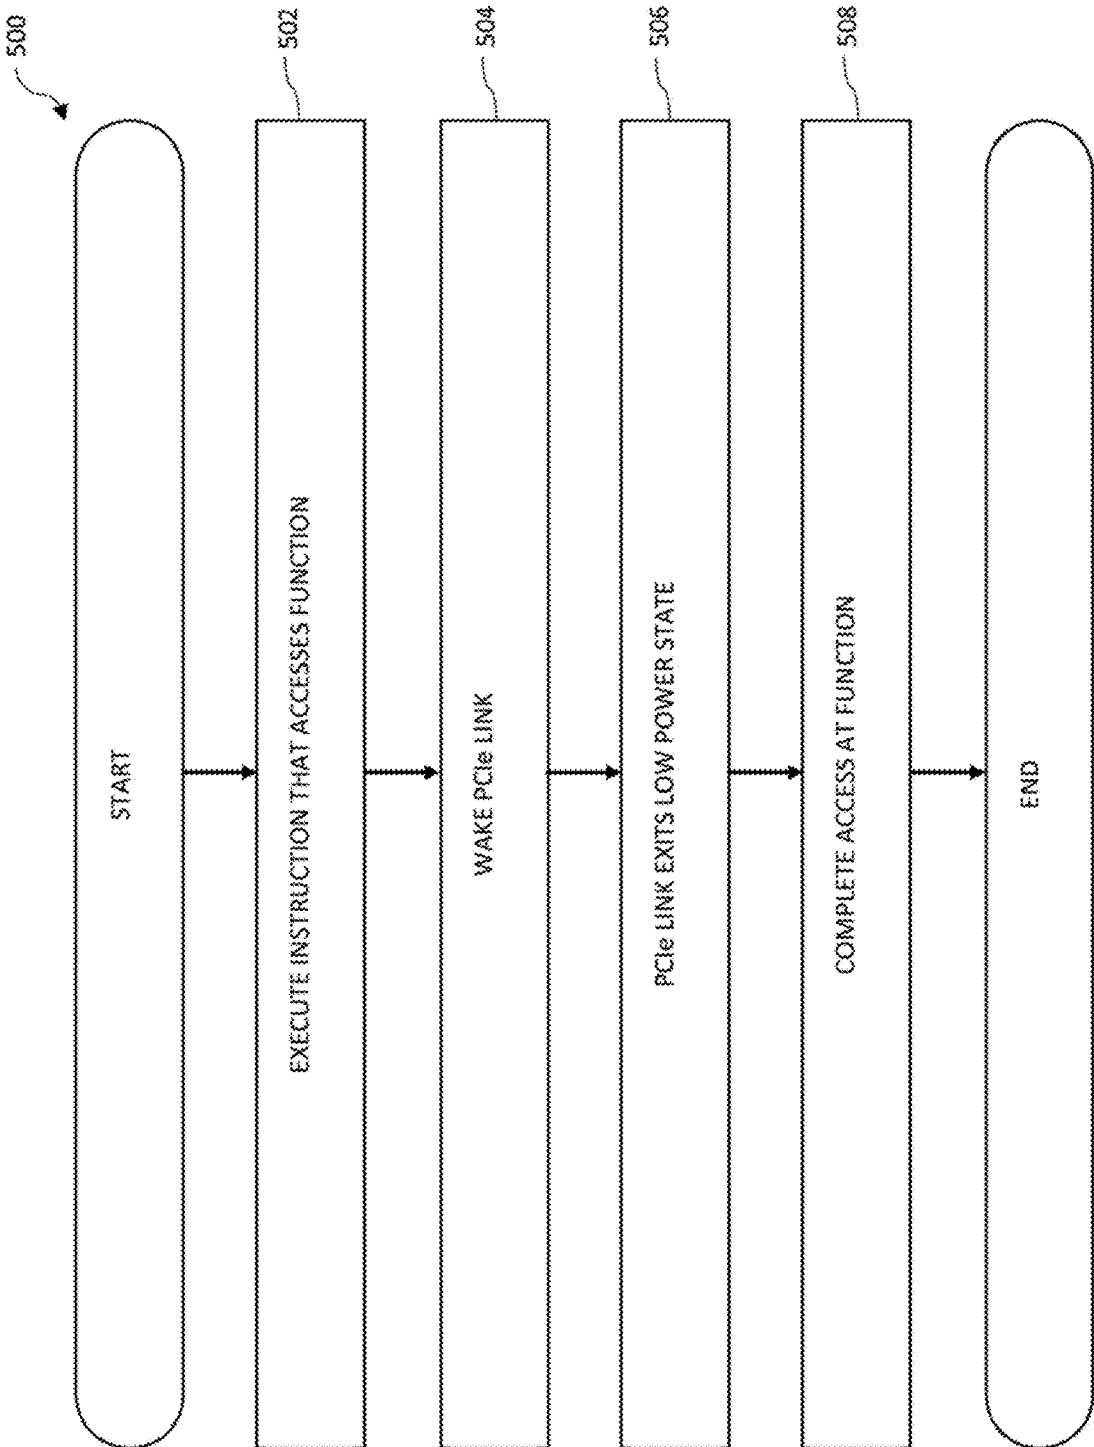 500
START
EXECUTE INSTRUCTION THAT ACCESSES FUNCTION
502
WAKE PCIe LINK
504
PCIe LINK EXITS LOW POWER STATE
506
COMPLETE ACCESS AT FUNCTION
508
END